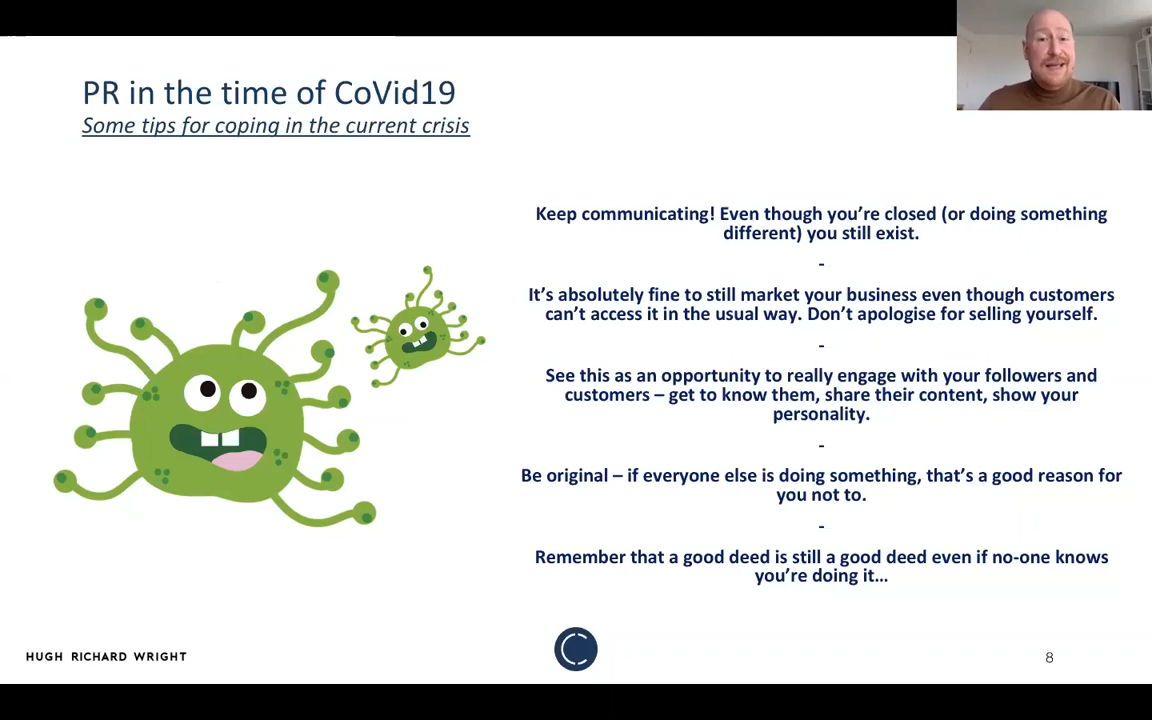 PR in the time of CoVid19
Some tips for coping in the current crisis
Keep communicating! Even though you’re closed (or doing something
different) you still exist.
-
It’s absolutely fine to still market your business even though customers
can’t access it in the usual way. Don’t apologise for selling yourself.
-
See this as an opportunity to really engage with your followers and
customers – get to know them, share their content, show your
personality.
-
Be original – if everyone else is doing something, that’s a good reason for
you not to.
-
Remember that a good deed is still a good deed even if no-one knows
you’re doing it…
HUGH RICHARD WRIGHT
8